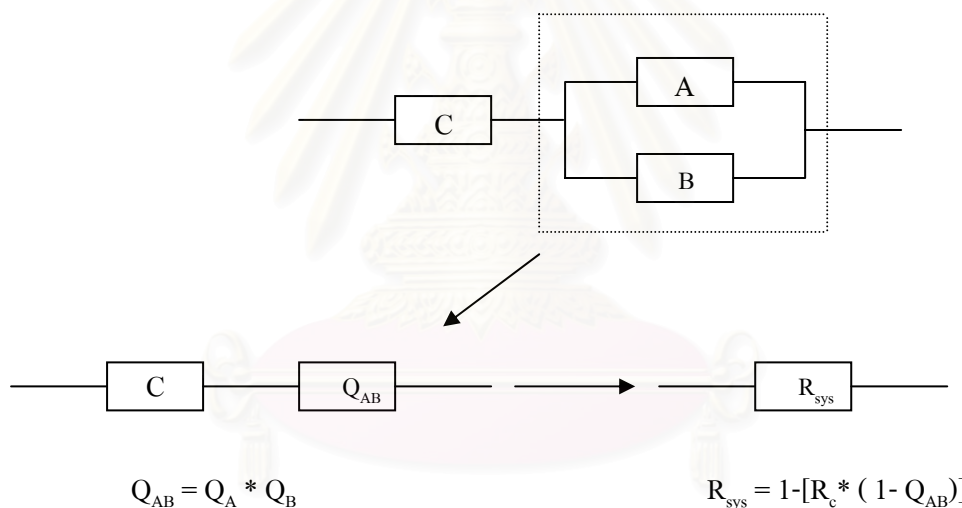 A
C
B
C
Q_AB
R_sys
Q_AB = Q_A * Q_B
R_sys = 1-[R_c* ( 1- Q_AB)]